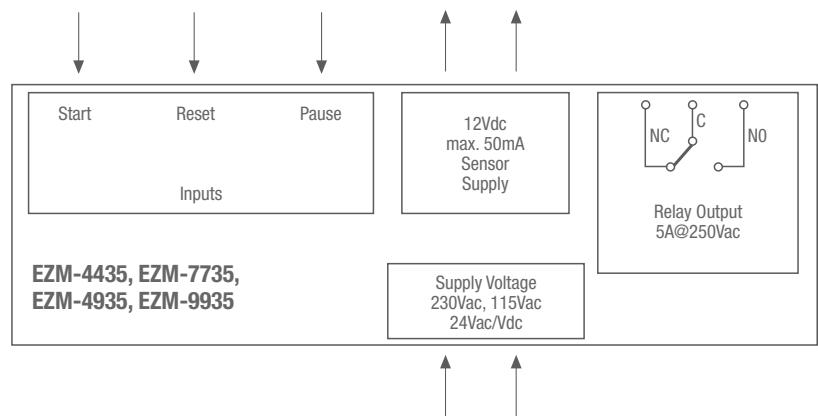 Start
Reset
Pause
Inputs
12Vdc
max. 50mA
Sensor
Supply
NC
C
N0
Relay Output
5A@250Vac
EZM-4435, EZM-7735,
EZM-4935, EZM-9935
Supply Voltage
230Vac, 115Vac
24Vac/Vdc